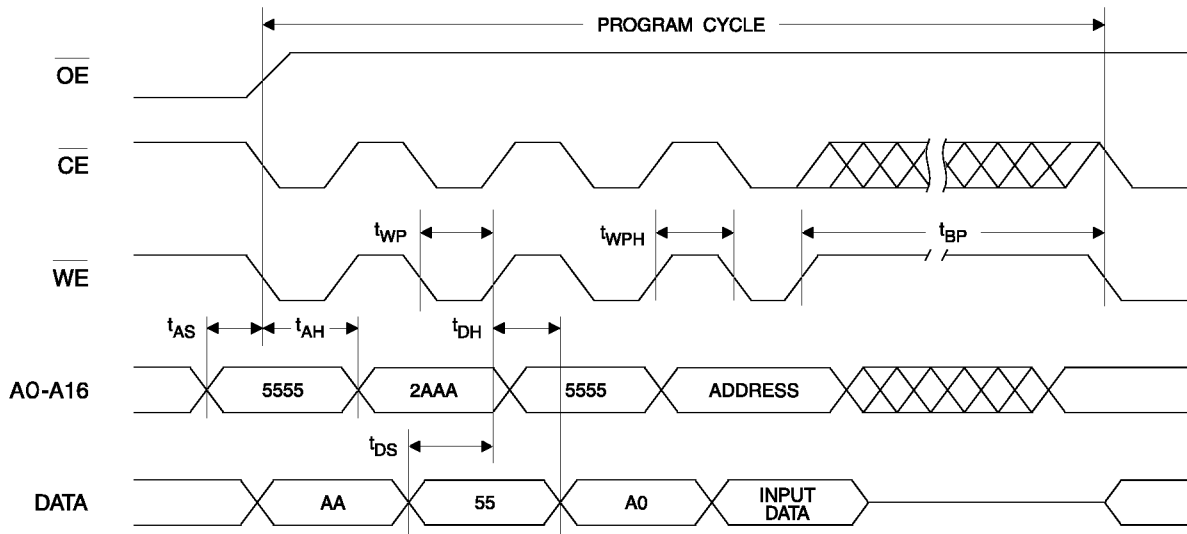 PROGRAM CYCLE
OE
CE
tWP
tWPH
tBP
WE
tAS
tAH
tDH
A0-A16
5555
2AAA
5555
ADDRESS
tDS
DATA
AA
55
A0
INPUT
DATA